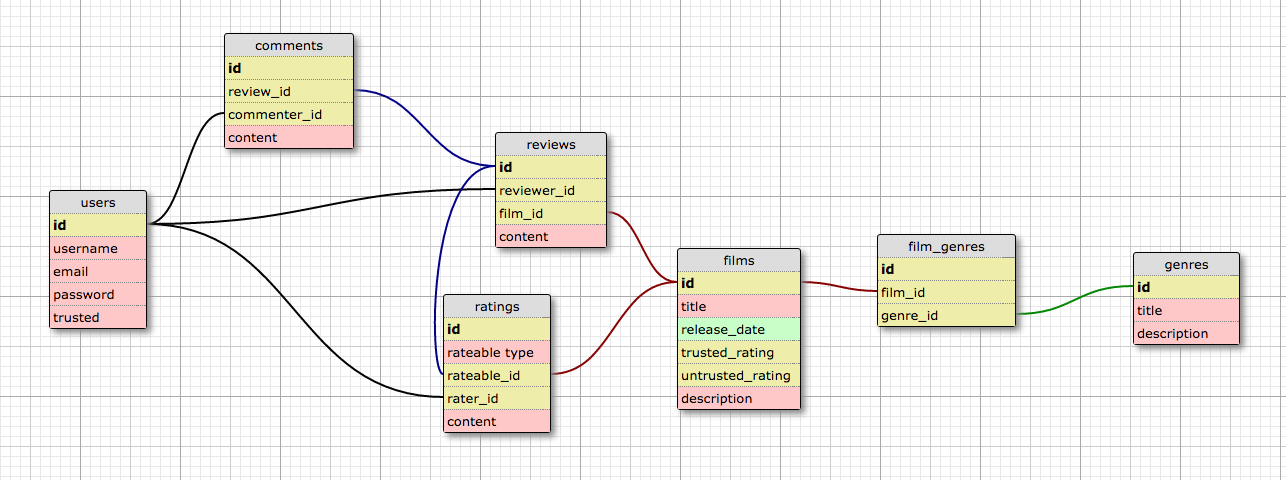 comments
id
review_id
commenter_id
content
reviews
id
reviewer_id
film_id
content
users
id
username
email
password
trusted
ratings
id
rateable type
rateable_id
rater_id
content
films
id
title
release_date
trusted_rating
untrusted_rating
description
film_genres
id
film_id
genre_id
genres
id
title
description